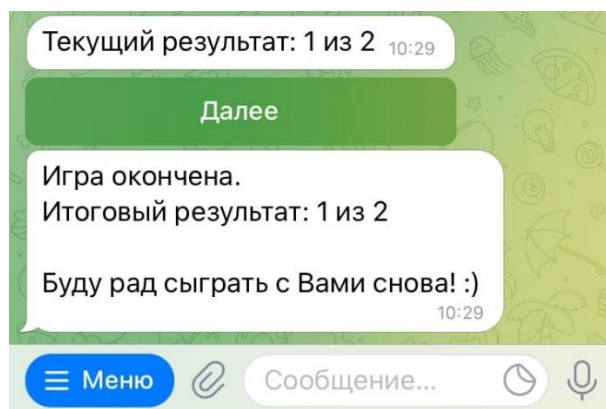 Текущий результат: 1 из 2 10:29
Далее
Игра окончена.
Итоговый результат: 1 из 2
Буду рад сыграть с Вами снова! :)
10:29
Меню Сообщение...